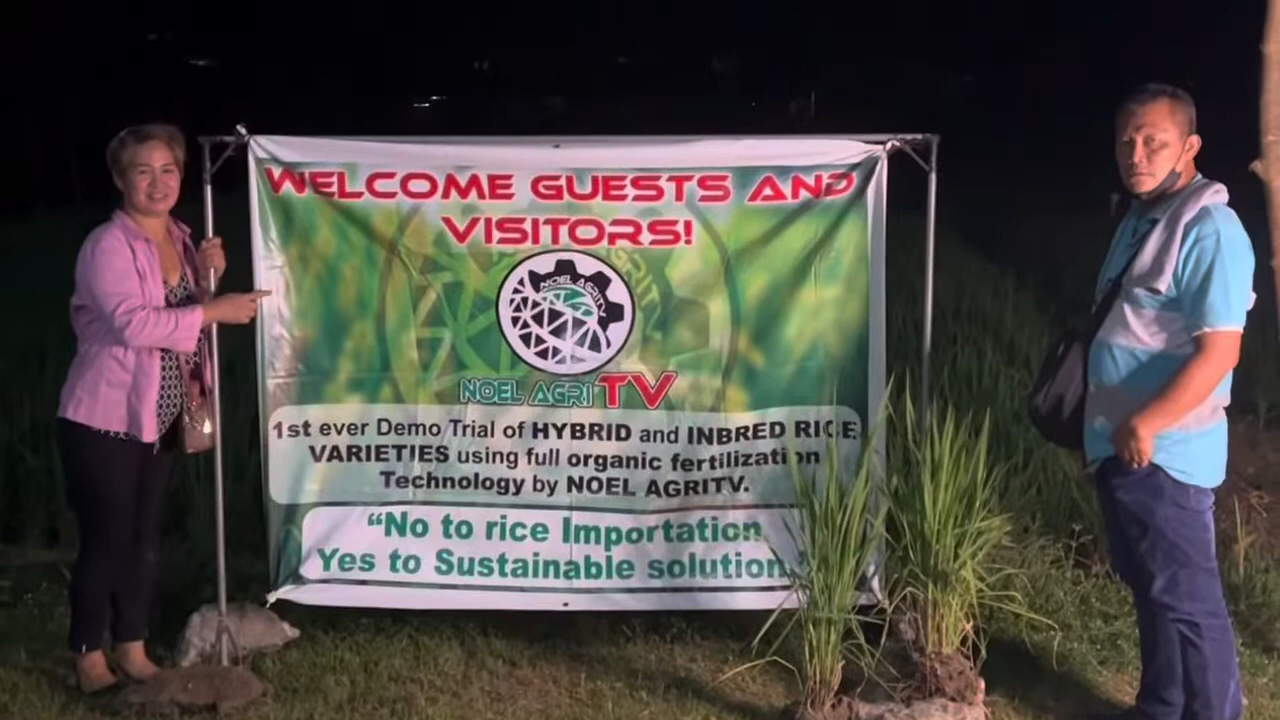 WELCOME GUESTS AND
VISITORS!
NOEL AGRITV
NOEL AGRI TV
1st ever Demo Trial of HYBRID and INBRED RICE
VARIETIES using full organic fertilization
Technology by NOEL AGRITV.
“No to rice Importation
Yes to Sustainable solution